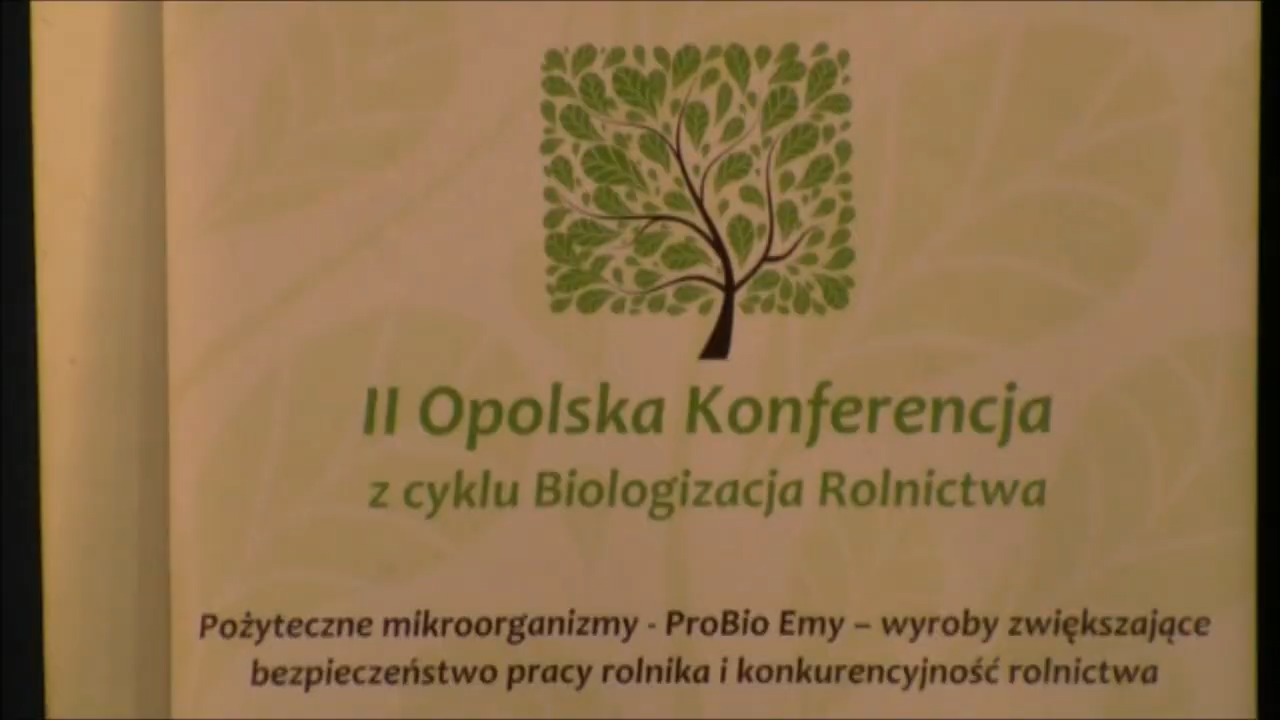 II Opolska Konferencja
z cyklu Biologizacja Rolnictwa
Pożyteczne mikroorganizmy - ProBio Emy – wyroby zwiększające
bezpieczeństwo pracy rolnika i konkurencyjność rolnictwa